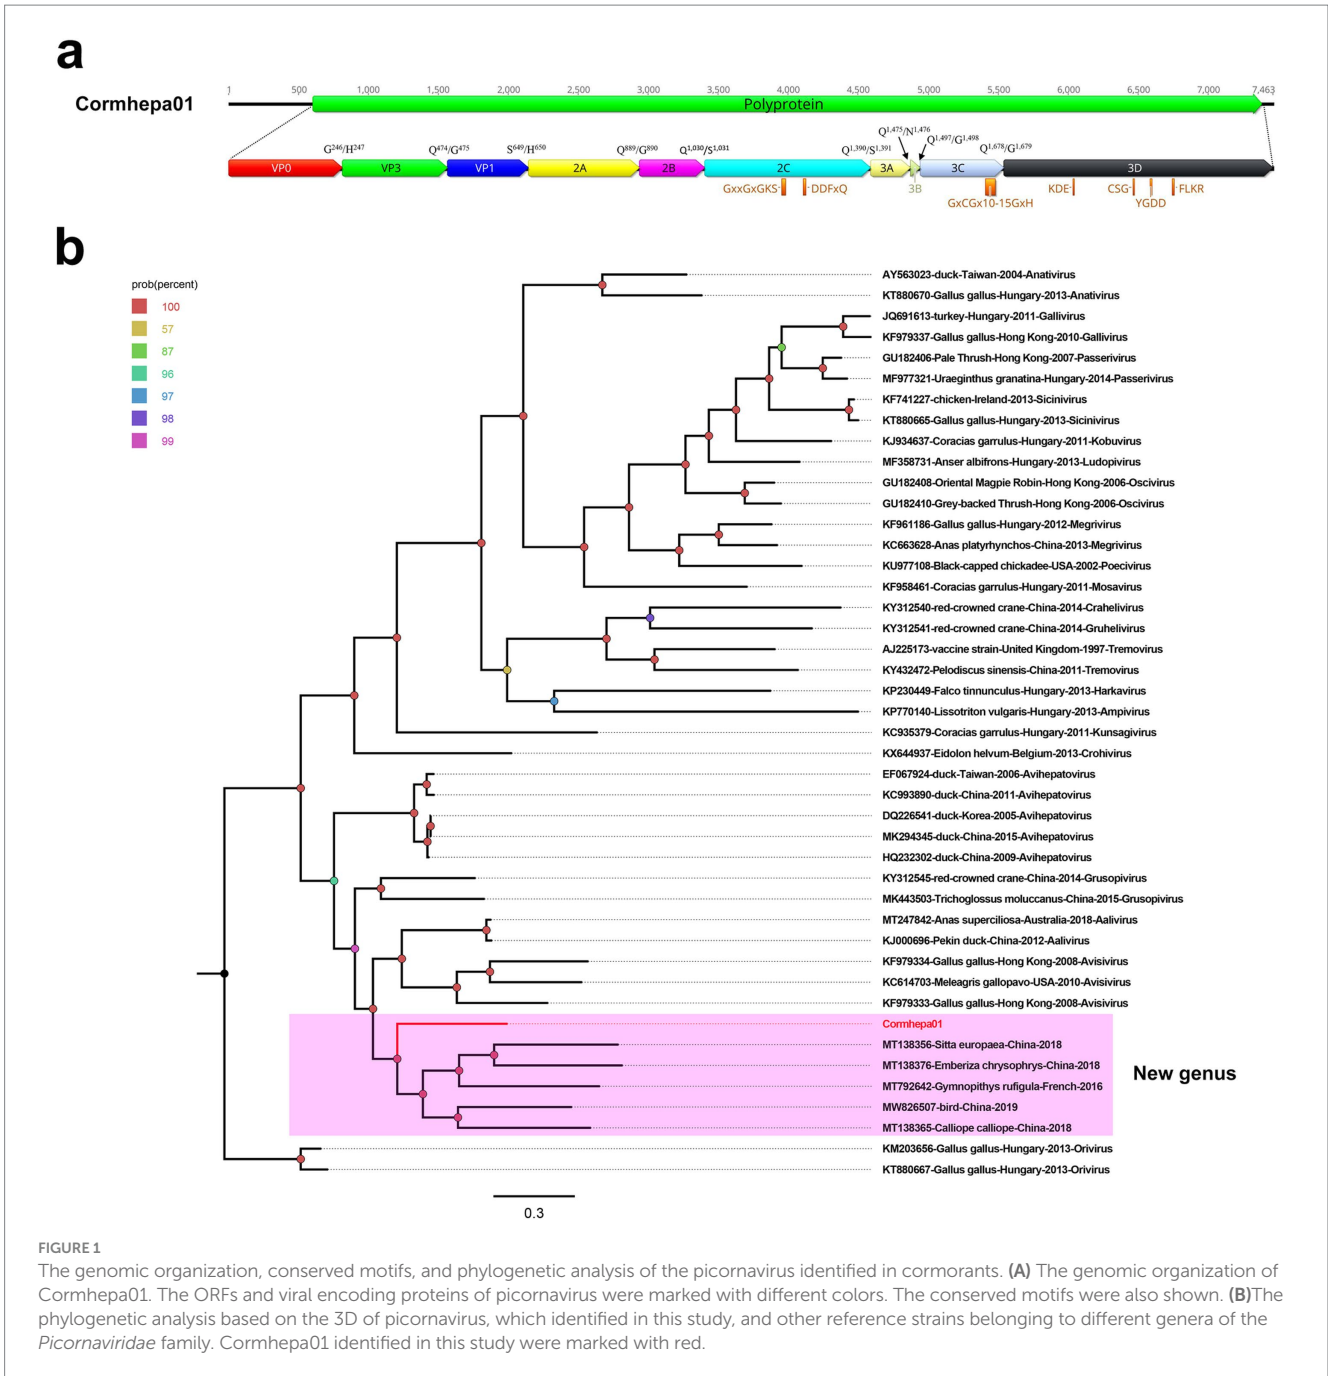 a
1 500 1,000 1,500 2,000 2,500 3,000 3,500 4,000 4,500 5,000 5,500 6,000 6,500 7,000 7,463
Cormhepa01
Polyprotein
G246/H247 Q474/G475 S649/H650 Q889/G890 Q1,030/S1,031 Q1,390/S1,391 Q1,475/N1,476 Q1,497/G1,498 Q1,678/G1,679
VP0 VP3 VP1 2A 2B 2C 3A 3B 3C 3D
GxxGxGKS DDFxQ GxCGx10-15GxH KDE CSG YGDD FLKR
b
prob(percent)
100
57
87
96
97
98
99
AY563023-duck-Taiwan-2004-Anativirus
KT880670-Gallus gallus-Hungary-2013-Anativirus
JQ691613-turkey-Hungary-2011-Gallivirus
KF979337-Gallus gallus-Hong Kong-2010-Gallivirus
GU182406-Pale Thrush-Hong Kong-2007-Passerivirus
MF977321-Uraeginthus granatina-Hungary-2014-Passerivirus
KF741227-chicken-Ireland-2013-Sicinivirus
KT880665-Gallus gallus-Hungary-2013-Sicinivirus
KJ934637-Coracias garrulus-Hungary-2011-Kobuvirus
MF358731-Anser albifrons-Hungary-2013-Ludopivirus
GU182408-Oriental Magpie Robin-Hong Kong-2006-Oscivirus
GU182410-Grey-backed Thrush-Hong Kong-2006-Oscivirus
KF961186-Gallus gallus-Hungary-2012-Megrivirus
KC663628-Anas platyrhynchos-China-2013-Megrivirus
KU977108-Black-capped chickadee-USA-2002-Poecivirus
KF958461-Coracias garrulus-Hungary-2011-Mosavirus
KY312540-red-crowned crane-China-2014-Crahelivirus
KY312541-red-crowned crane-China-2014-Gruhelivirus
AJ225173-vaccine strain-United Kingdom-1997-Tremovirus
KY432472-Pelodiscus sinensis-China-2011-Tremovirus
KP230449-Falco tinnunculus-Hungary-2013-Harkavirus
KP770140-Lissotriton vulgaris-Hungary-2013-Ampivirus
KC935379-Coracias garrulus-Hungary-2011-Kunsagivirus
KX644937-Eidolon helvum-Belgium-2013-Crohivirus
EF067924-duck-Taiwan-2006-Avihepatovirus
KC993890-duck-China-2011-Avihepatovirus
DQ226541-duck-Korea-2005-Avihepatovirus
MK294345-duck-China-2015-Avihepatovirus
HQ232302-duck-China-2009-Avihepatovirus
KY312545-red-crowned crane-China-2014-Grusopivirus
MK443503-Trichoglossus moluccanus-China-2015-Grusopivirus
MT247842-Anas superciliosa-Australia-2018-Aalivirus
KJ000696-Pekin duck-China-2012-Aalivirus
KF979334-Gallus gallus-Hong Kong-2008-Avisivirus
KC614703-Meleagris gallopavo-USA-2010-Avisivirus
KF979333-Gallus gallus-Hong Kong-2008-Avisivirus
Cormhepa01
MT138356-Sitta europaea-China-2018
MT138376-Emberiza chrysophrys-China-2018
New genus
MT792642-Gymnopithys rufigula-French-2016
MW826507-bird-China-2019
MT138365-Calliope calliope-China-2018
KM203656-Gallus gallus-Hungary-2013-Orivirus
KT880667-Gallus gallus-Hungary-2013-Orivirus
0.3
FIGURE 1
The genomic organization, conserved motifs, and phylogenetic analysis of the picornavirus identified in cormorants. (A) The genomic organization of
Cormhepa01. The ORFs and viral encoding proteins of picornavirus were marked with different colors. The conserved motifs were also shown. (B)The
phylogenetic analysis based on the 3D of picornavirus, which identified in this study, and other reference strains belonging to different genera of the
Picornaviridae family. Cormhepa01 identified in this study were marked with red.